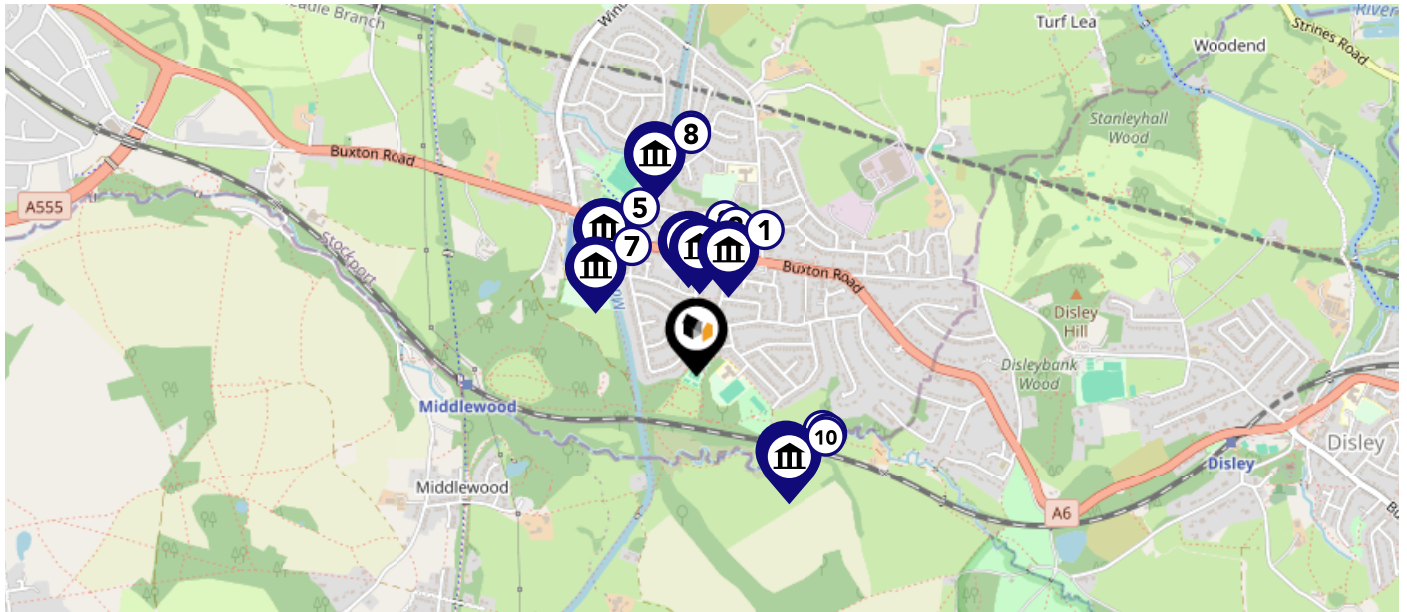 Turf Lea
Woodend
Strines Road
River
Stanleyhall
Wood
8
Buxton Road
A555
5
1
7
Stockport
Buxton Road
Disley
Hill
Disleybank
Wood
Middlewood
10
Disley
Disley
Middlewood
A6